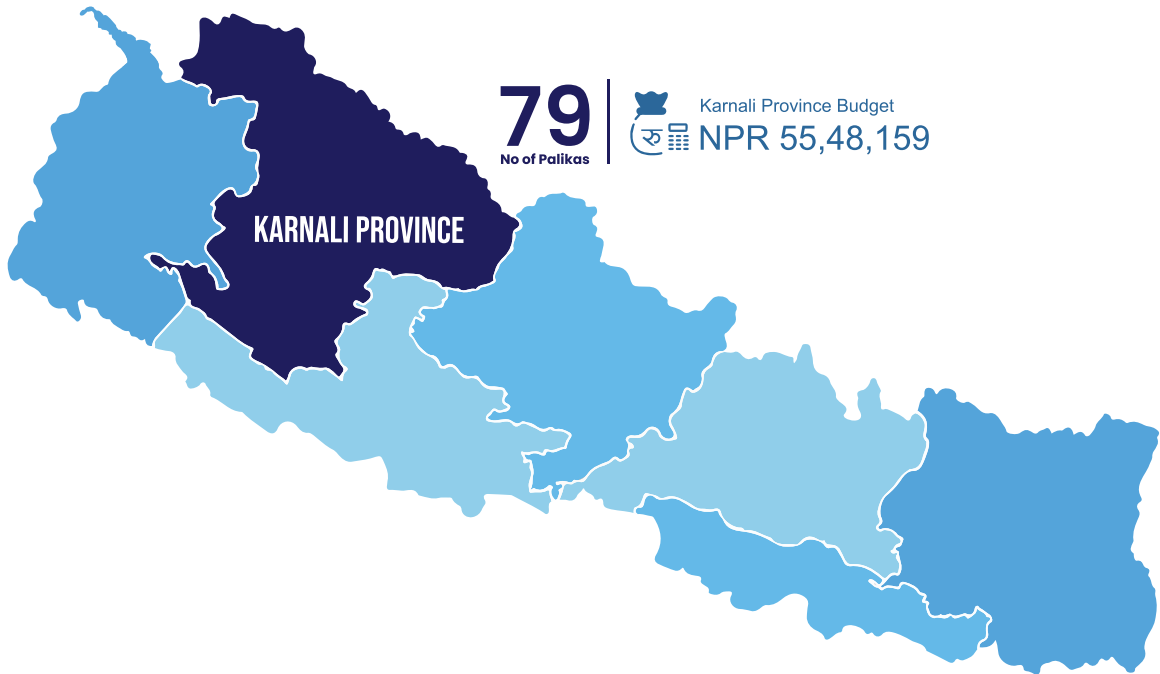 79
No of Palikas
Karnali Province Budget
रु
NPR 55,48,159
KARNALI PROVINCE